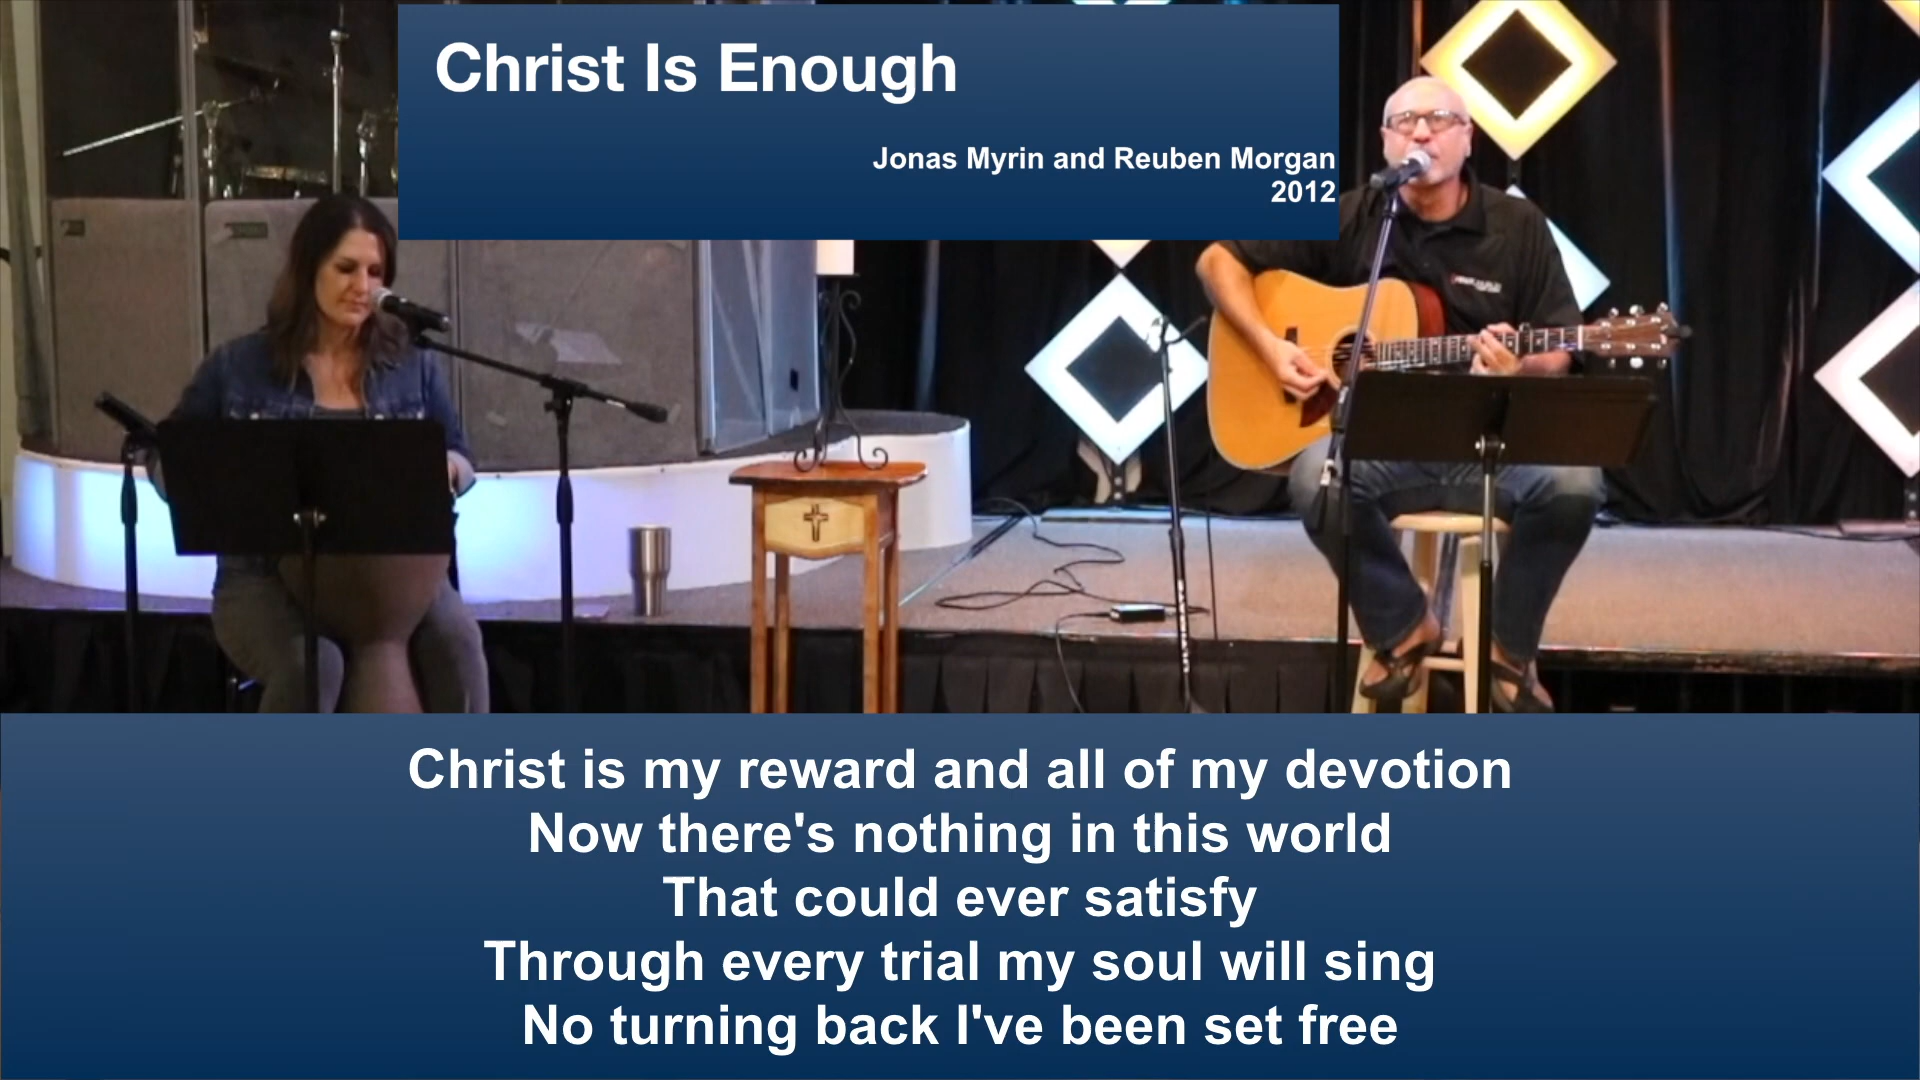 Christ Is Enough
Jonas Myrin and Reuben Morgan
2012
Christ is my reward and all of my devotion
Now there's nothing in this world
That could ever satisfy
Through every trial my soul will sing
No turning back I've been set free